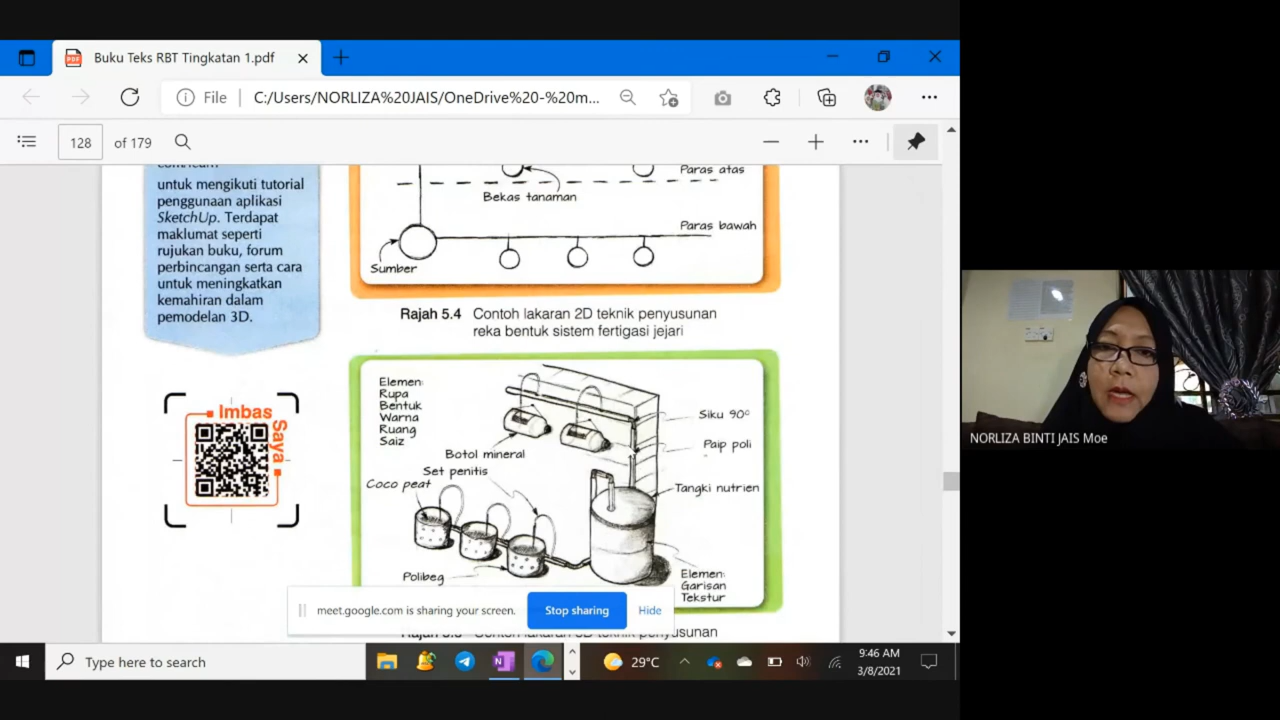 Buku Teks RBT Tingkatan 1.pdf
File
C:/Users/NORLIZA%20JAIS/OneDrive%20-%20m...
128
of 179
untuk mengikuti tutorial
penggunaan aplikasi
SketchUp. Terdapat
maklumat seperti
rujukan buku, forum
perbincangan serta cara
untuk meningkatkan
kemahiran dalam
pemodelan 3D.
Imbas
Saya
Paras atas
Bekas tanaman
Paras bawah
Sumber
Rajah 5.4 Contoh lakaran 2D teknik penyusunan
reka bentuk sistem fertigasi jejari
Elemen:
Rupa
Bentuk
Warna
Ruang
Saiz
Siku 90°
Paip poli
Botol mineral
Set penitis
Coco peat
Tangki nutrien
Polibeg
Elemen:
Garisan
Tekstur
meet.google.com is sharing your screen.
Stop sharing
Hide
Contoh lakaran 3D teknik penyusunan
NORLIZA BINTI JAIS Moe
Type here to search
29°C
9:46 AM
3/8/2021